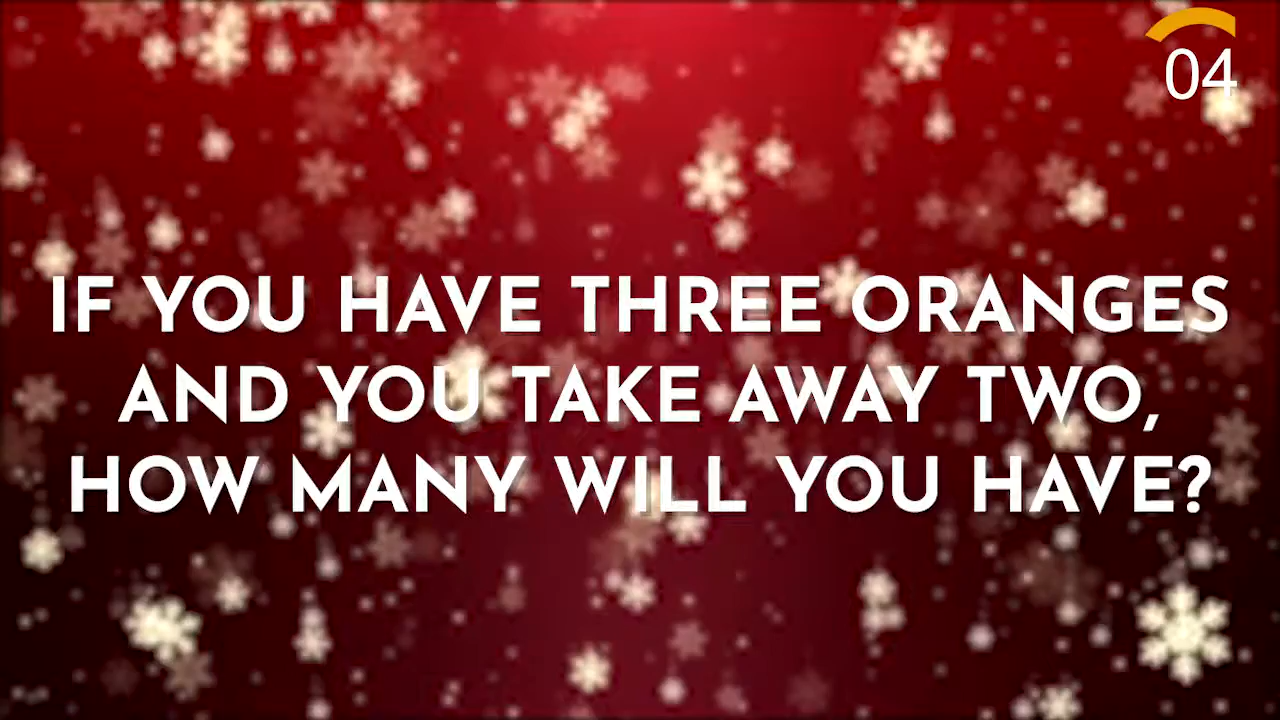 04
IF YOU HAVE THREE ORANGES
AND YOU TAKE AWAY TWO,
HOW MANY WILL YOU HAVE?